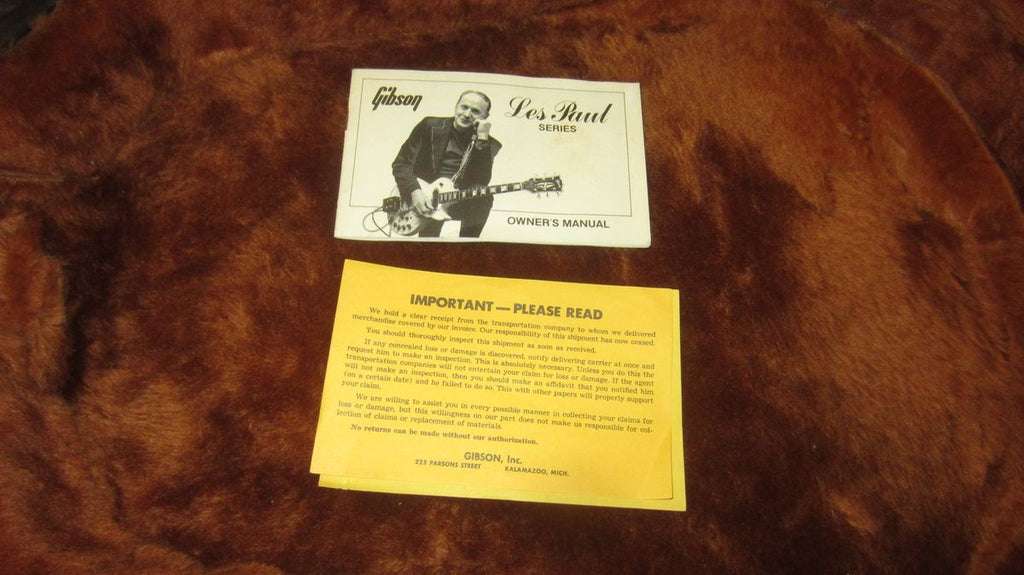 Gibson
Les Paul
SERIES
OWNER'S MANUAL
IMPORTANT — PLEASE READ
We hold a clear receipt from the transportation company to whom we delivered
merchandise covered by our invoice. Our responsibility of this shipment has now ceased.
You should thoroughly inspect this shipment as soon as received.
If any concealed loss or damage is discovered, notify delivering carrier at once and
request him to make an inspection. This is absolutely necessary. Unless you do this the
transportation companies will not entertain your claim for loss or damage. If the agent
will not make an inspection, then you should make an affidavit that you notified him
(on a certain date) and he failed to do so. This with other papers will properly support
your claim.
We are willing to assist you in every possible manner in collecting your claims for
loss or damage, but this willingness on our part does not make us responsible for col-
lection of claims or replacement of materials.
No returns can be made without our authorization.
GIBSON, Inc.
225 PARSONS STREET KALAMAZOO, MICH.